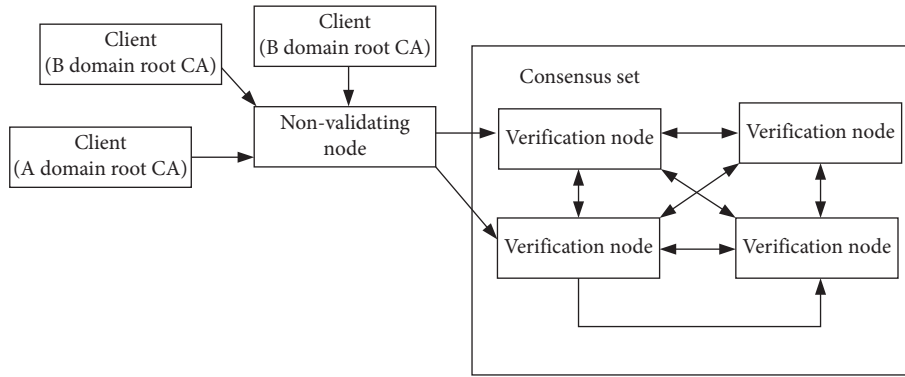 Client
(B domain root CA)
Client
(B domain root CA)
Client
(A domain root CA)
Non-validating
node
Consensus set
Verification node
Verification node
Verification node
Verification node